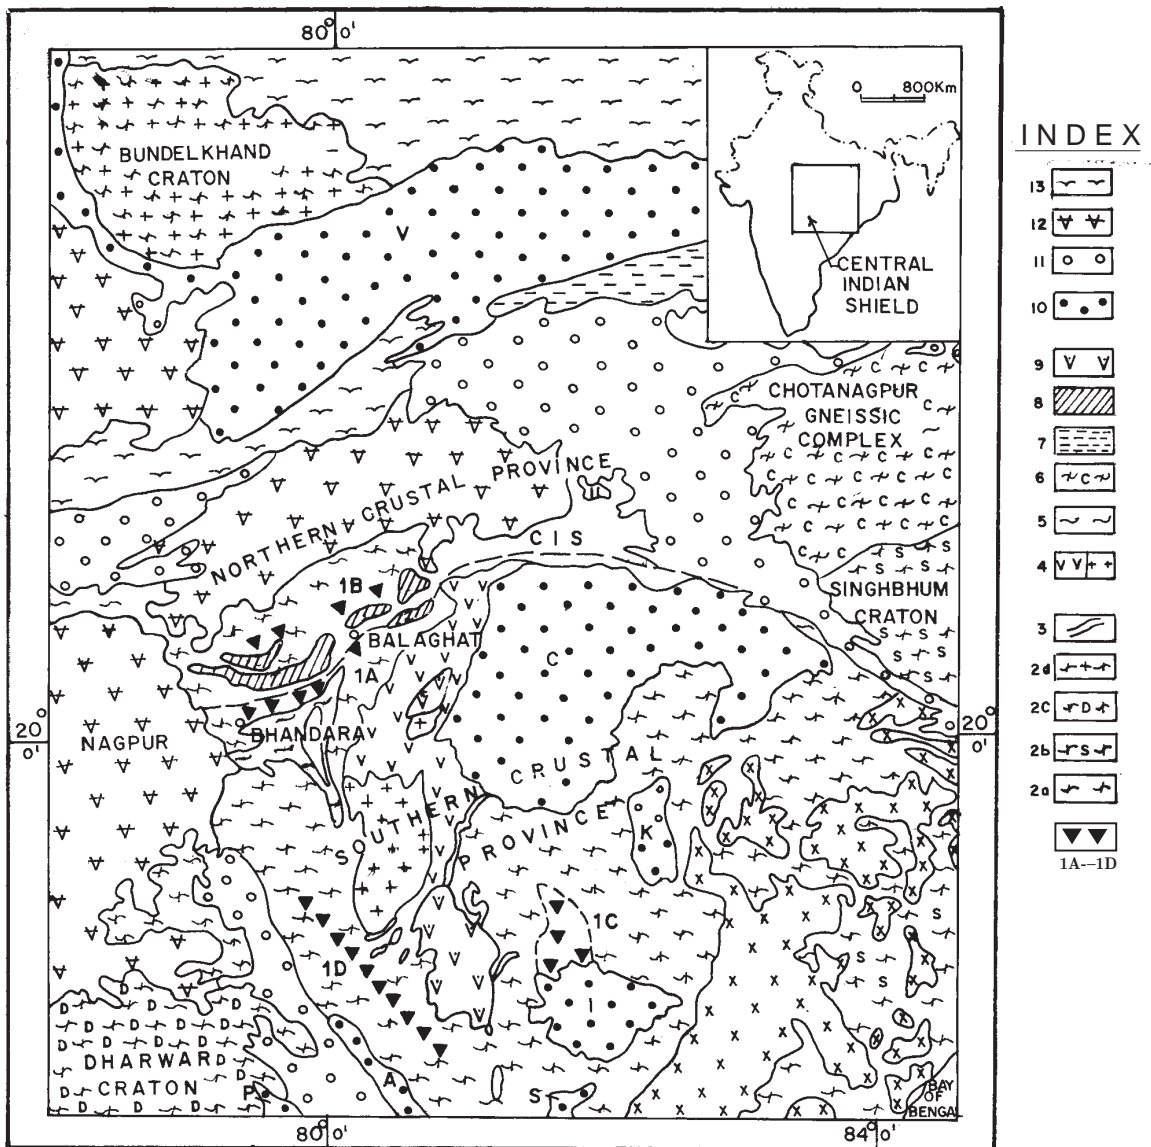 80° 0'
BUNDELKHAND
CRATON
V
0 800Km
CENTRAL
INDIAN
SHIELD
CHOTANAGPUR
GNEISSIC
COMPLEX
NORTHERN CRUSTAL PROVINCE
CIS
SINGHBHUM
CRATON
1B
BALAGHAT
1A
C
20° 0'
20° 0'
NAGPUR
BHANDARA
SOUTHERN CRUSTAL
PROVINCE
K
1C
1D
I
DHARWAR
CRATON
P
A
S
BAY
OF
BENGAL
80° 0'
84° 0'
INDEX
13
12
11
10
9
8
7
6 C
5
4
3
2d
2c D
2b S
2a
1A--1D